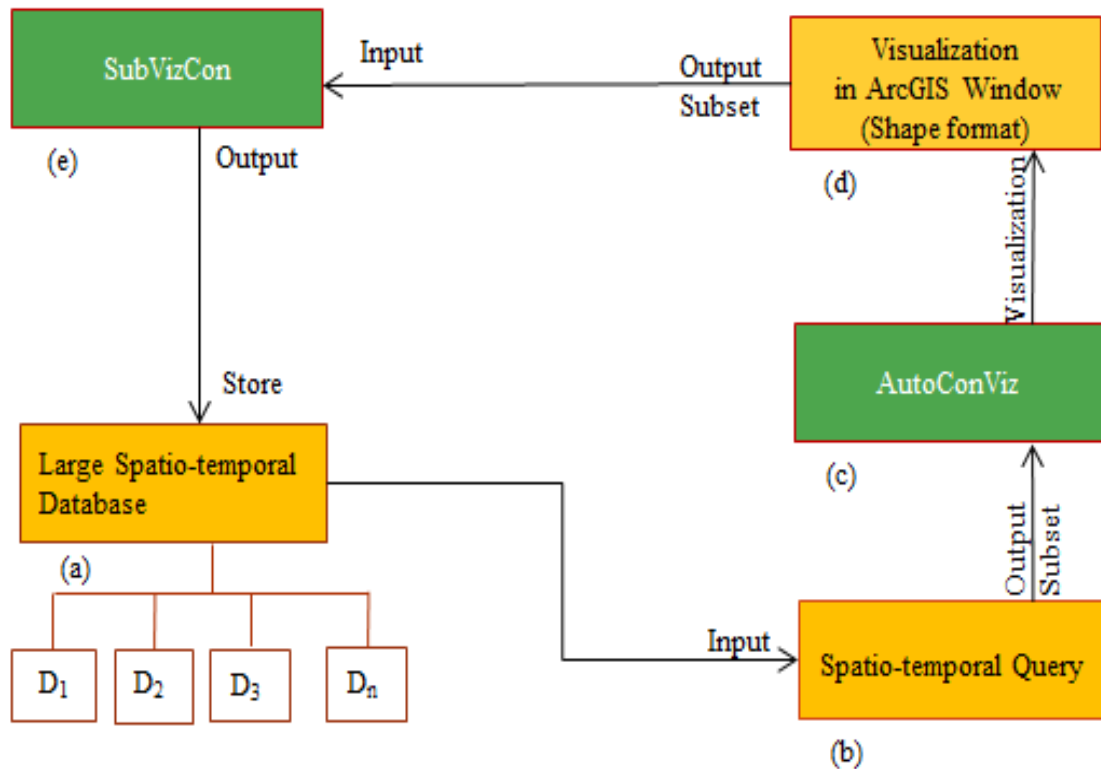 SubVizCon
Input
Output
Subset
Visualization
in ArcGIS Window
(Shape format)
(e)
Output
(d)
Visualization
Store
AutoConViz
Large Spatio-temporal
Database
(c)
Output
Subset
(a)
Input
Spatio-temporal Query
D1
D2
D3
Dn
(b)